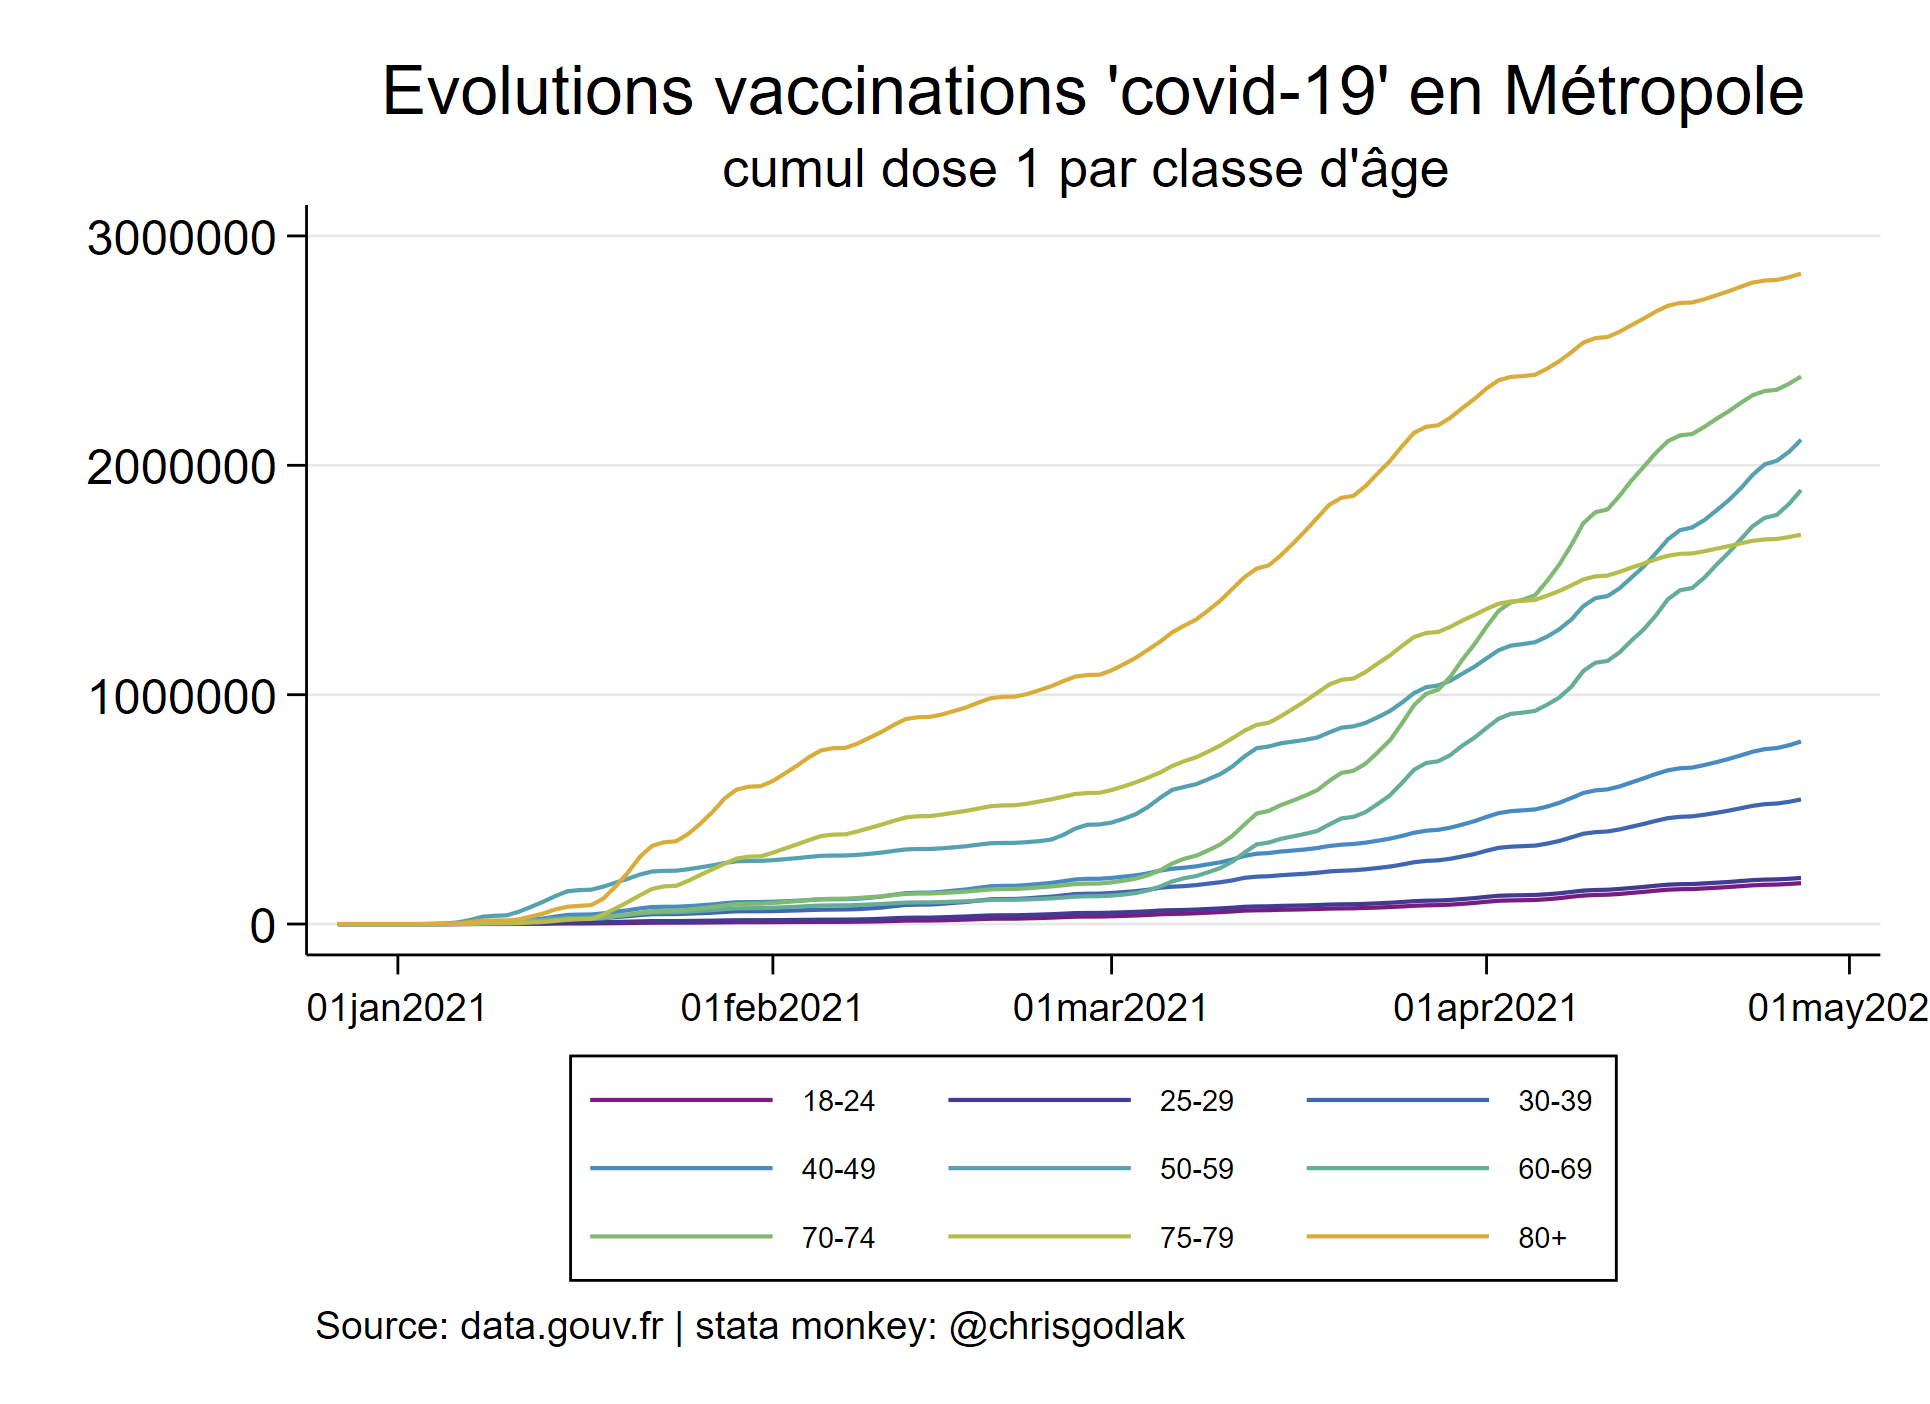 Evolutions vaccinations 'covid-19' en Métropole
cumul dose 1 par classe d'âge
3000000
2000000
1000000
0
01jan2021 01feb2021 01mar2021 01apr2021 01may202
18-24 25-29 30-39
40-49 50-59 60-69
70-74 75-79 80+
Source: data.gouv.fr | stata monkey: @chrisgodlak